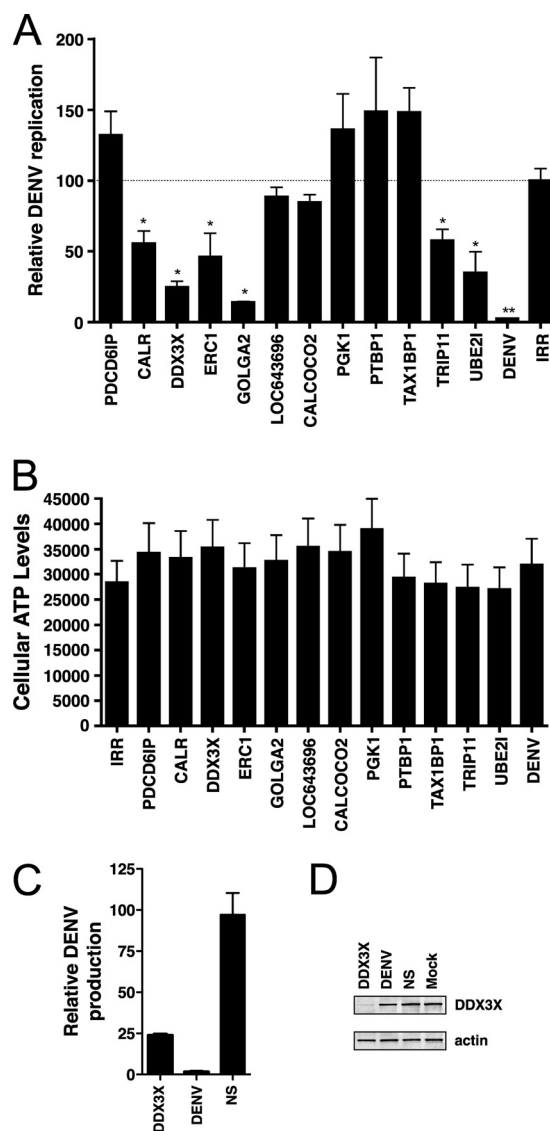 A
Relative DENV replication
200
150
100
50
0
* * * * * * **
PDCD6IP CALR DDX3X ERC1 GOLGA2 LOC643696 CALCOCO2 PGK1 PTBP1 TAX1BP1 TRIP11 UBE2I DENV IRR
B
Cellular ATP Levels
45000
40000
35000
30000
25000
20000
15000
10000
5000
0
IRR PDCD6IP CALR DDX3X ERC1 GOLGA2 LOC643696 CALCOCO2 PGK1 PTBP1 TAX1BP1 TRIP11 UBE2I DENV
C
Relative DENV
production
125
100
75
50
25
0
DDX3X DENV NS
D
DDX3X DENV NS Mock
DDX3X
actin